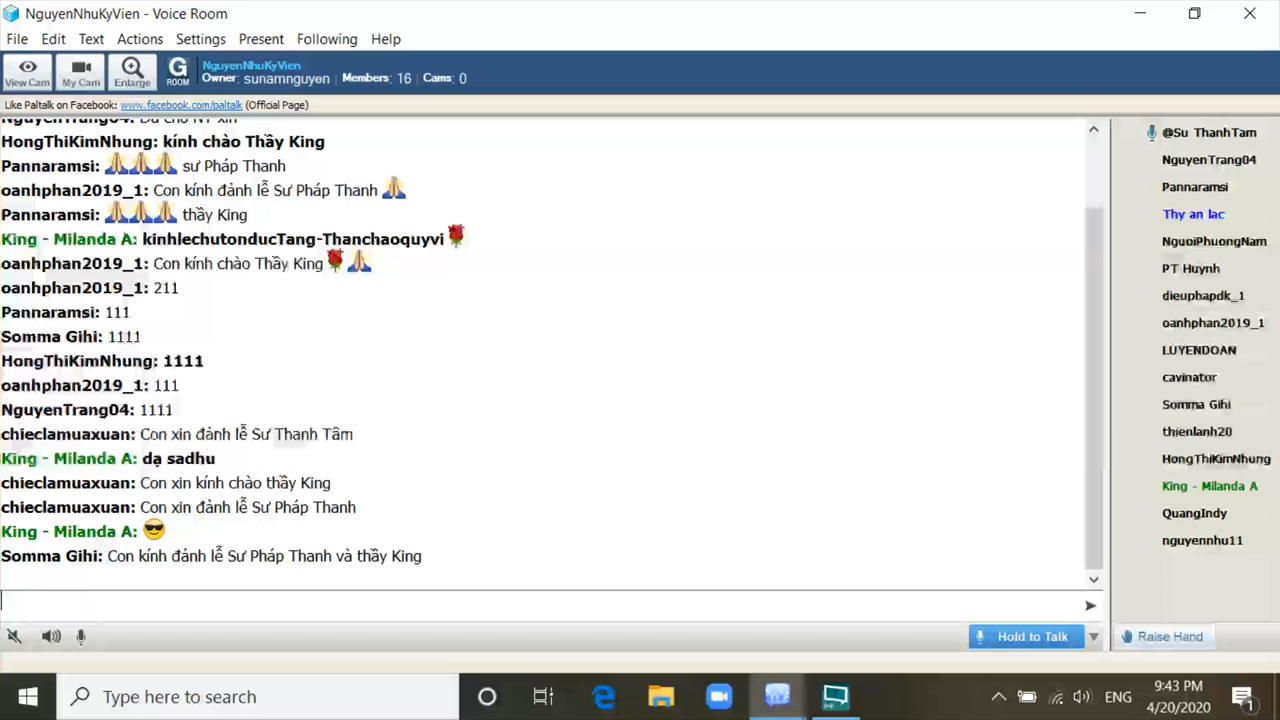 NguyenNhuKyVien - Voice Room
File Edit Text Actions Settings Present Following Help
View Cam My Cam Enlarge G ROOM NguyenNhuKyVien
Owner: sunamnguyen Members: 16 Cams: 0
Like Paltalk on Facebook: www.facebook.com/paltalk (Official Page)
HongThiKimNhung: kính chào Thầy King
Pannaramsi: 🙏🙏🙏 sư Pháp Thanh
oanhphan2019_1: Con kính đảnh lễ Sư Pháp Thanh 🙏
Pannaramsi: 🙏🙏🙏 thầy King
King - Milanda A: kinhlechutonducTang-Thanchaoquyvi🌹
oanhphan2019_1: Con kính chào Thầy King🌹🙏
oanhphan2019_1: 211
Pannaramsi: 111
Somma Gihi: 1111
HongThiKimNhung: 1111
oanhphan2019_1: 111
NguyenTrang04: 1111
chieclamuaxuan: Con xin đảnh lễ Sư Thanh Tâm
King - Milanda A: dạ sadhu
chieclamuaxuan: Con xin kính chào thầy King
chieclamuaxuan: Con xin đảnh lễ Sư Pháp Thanh
King - Milanda A: 😎
Somma Gihi: Con kính đảnh lễ Sư Pháp Thanh và thầy King
@Su ThanhTam
NguyenTrang04
Pannaramsi
Thy an lac
NguoiPhuongNam
PT Huynh
dieuphapdk_1
oanhphan2019_1
LUYENDOAN
cavinator
Somma Gihi
thienlanh20
HongThiKimNhung
King - Milanda A
QuangIndy
nguyennhu11
Hold to Talk
Raise Hand
Type here to search
ENG
9:43 PM
4/20/2020
1